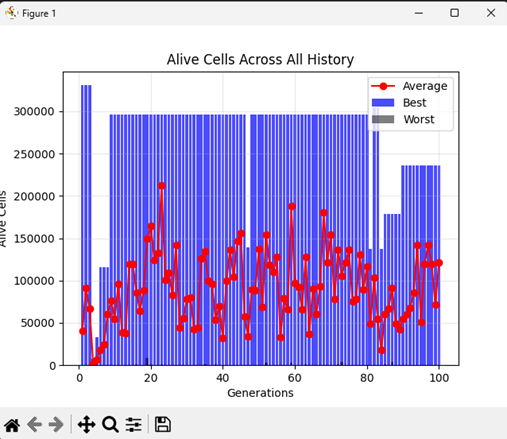 Figure 1
Alive Cells Across All History
Average
Best
Worst
300000
250000
200000
150000
100000
50000
0
Alive Cells
0 20 40 60 80 100
Generations